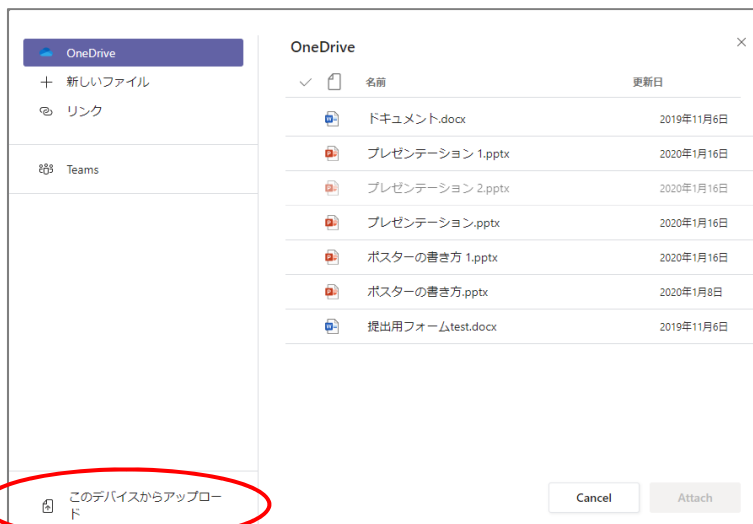 OneDrive
新しいファイル
リンク
Teams
このデバイスからアップロー
ド
OneDrive
名前 更新日
ドキュメント.docx 2019年11月6日
プレゼンテーション 1.pptx 2020年1月16日
プレゼンテーション 2.pptx 2020年1月16日
プレゼンテーション.pptx 2020年1月16日
ポスターの書き方 1.pptx 2020年1月16日
ポスターの書き方.pptx 2020年1月8日
提出用フォームtest.docx 2019年11月6日
Cancel Attach